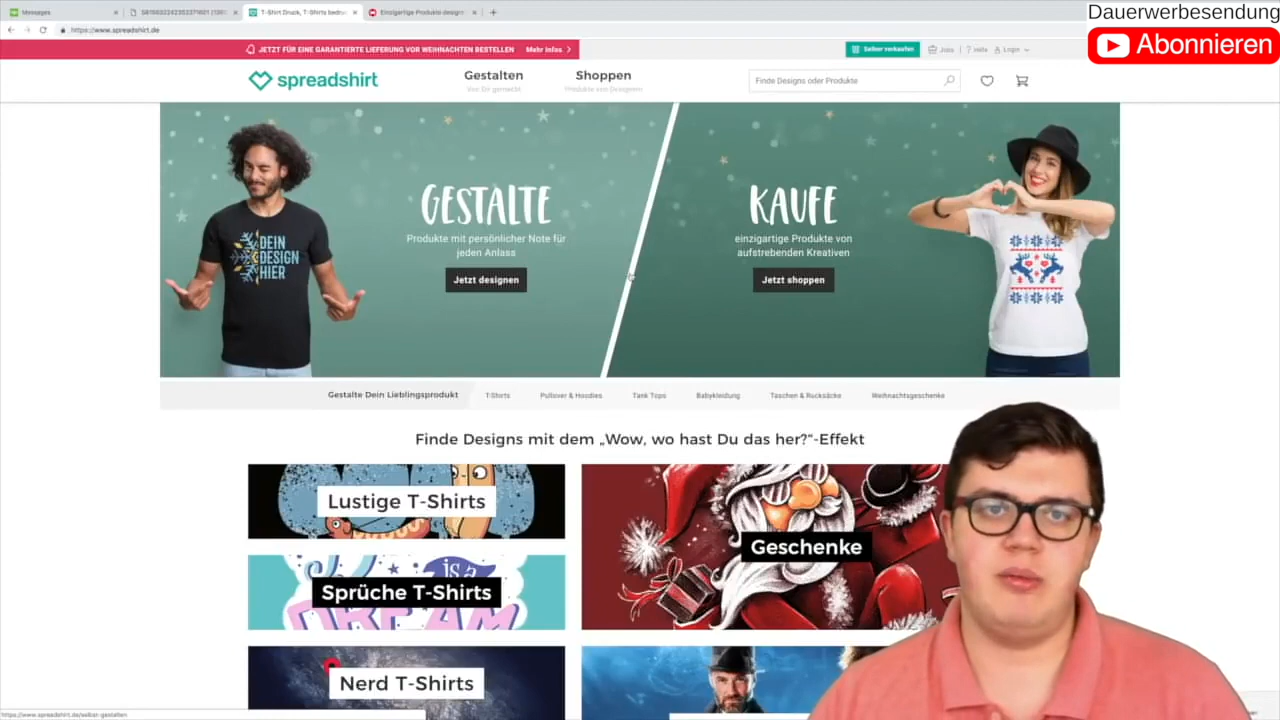 Messages
T-Shirt Druck, T-Shirts bedru
Einzigartige Produkte design
https://www.spreadshirt.de
Dauerwerbesendung
Abonnieren
JETZT FÜR EINE GARANTIERTE LIEFERUNG VOR WEIHNACHTEN BESTELLEN Mehr Infos
Selber verkaufen
Jobs
Hilfe
Login
spreadshirt
Gestalten
Von Dir gemacht
Shoppen
Produkte von Designern
Finde Designs oder Produkte
DEIN
DESIGN
HIER
GESTALTE
Produkte mit persönlicher Note für
jeden Anlass
Jetzt designen
KAUFE
einzigartige Produkte von
aufstrebenden Kreativen
Jetzt shoppen
Gestalte Dein Lieblingsprodukt
T-Shirts
Pullover & Hoodies
Tank Tops
Babykleidung
Taschen & Rucksäcke
Weihnachtsgeschenke
Finde Designs mit dem „Wow, wo hast Du das her?“-Effekt
Lustige T-Shirts
Geschenke
is a
DREAM
Sprüche T-Shirts
Nerd T-Shirts
https://www.spreadshirt.de/selber-gestalten